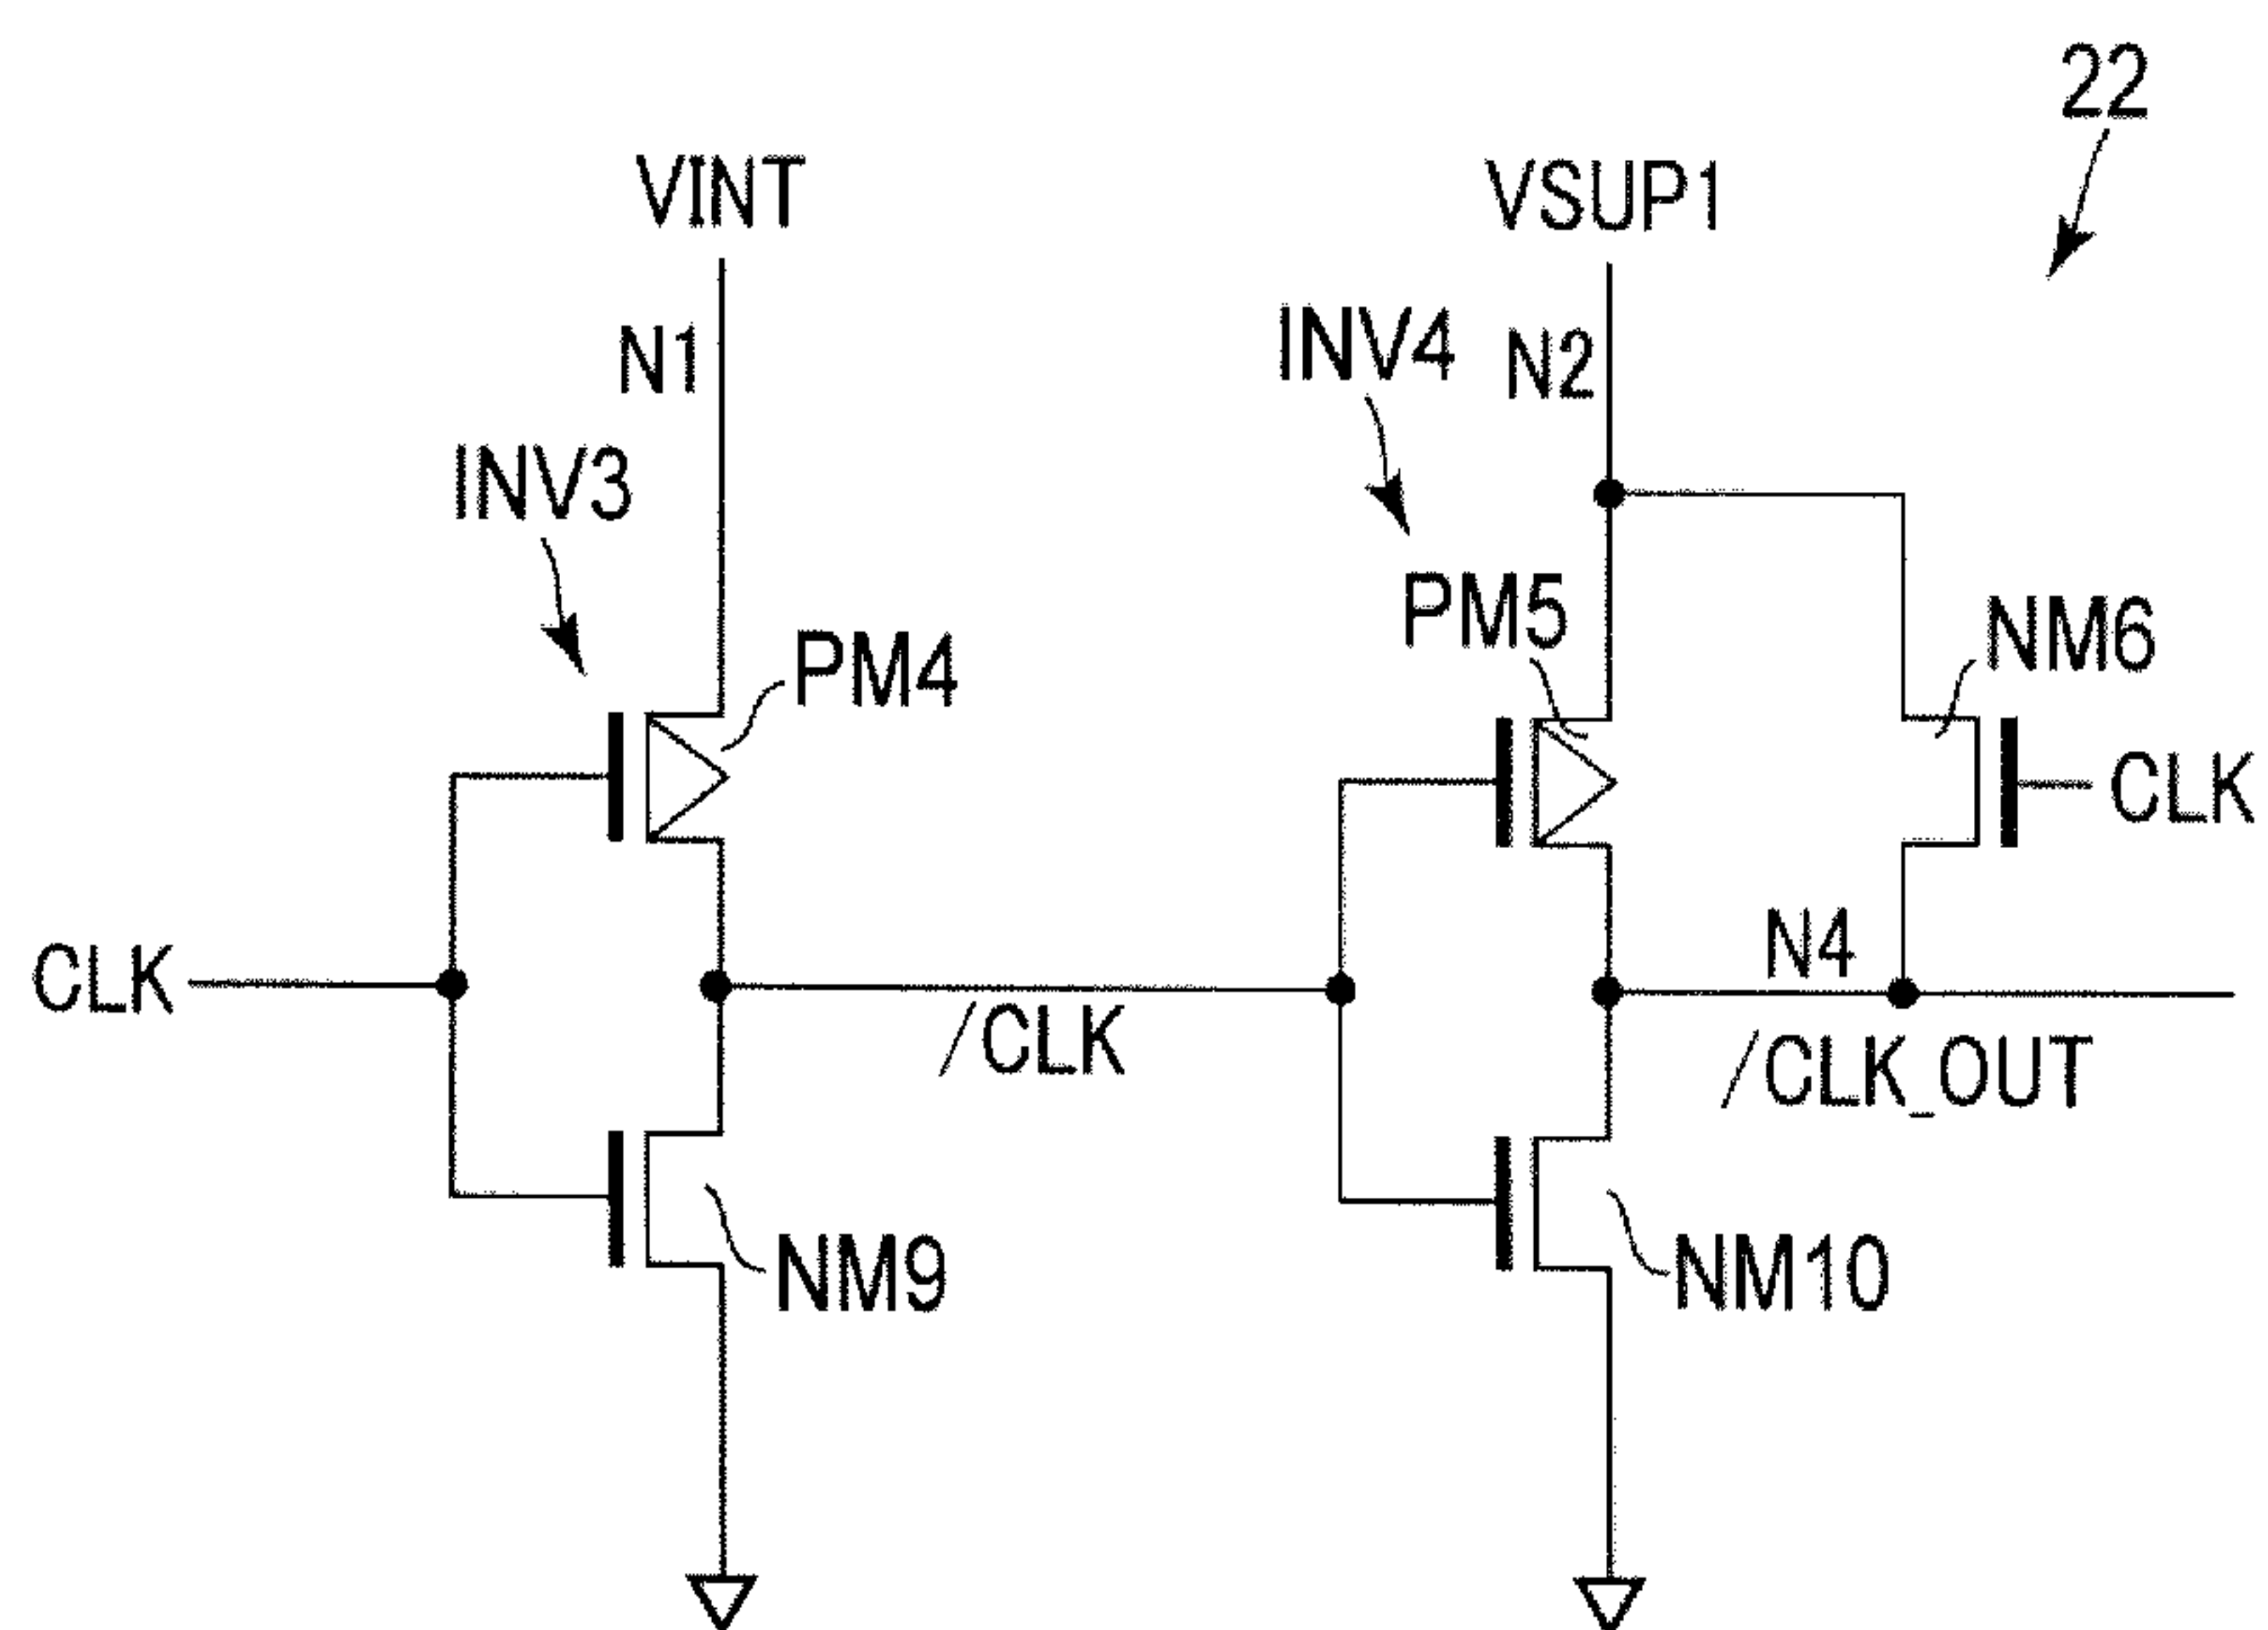 22
VINT
VSUP1
N1
INV4
N2
INV3
PM5
NM6
PM4
CLK
N4
CLK
/CLK
/CLK_OUT
NM9
NM10